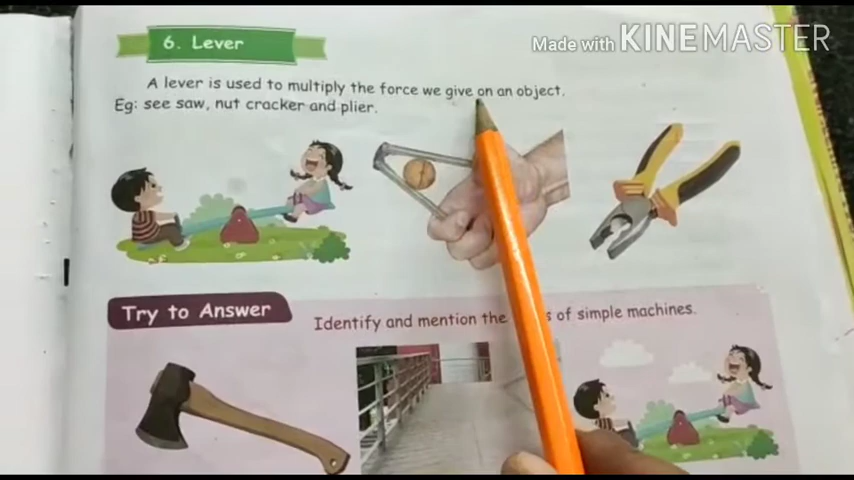 Made with KINEMASTER
6. Lever
A lever is used to multiply the force we give on an object.
Eg: see saw, nut cracker and plier.
Try to Answer
Identify and mention the s of simple machines.